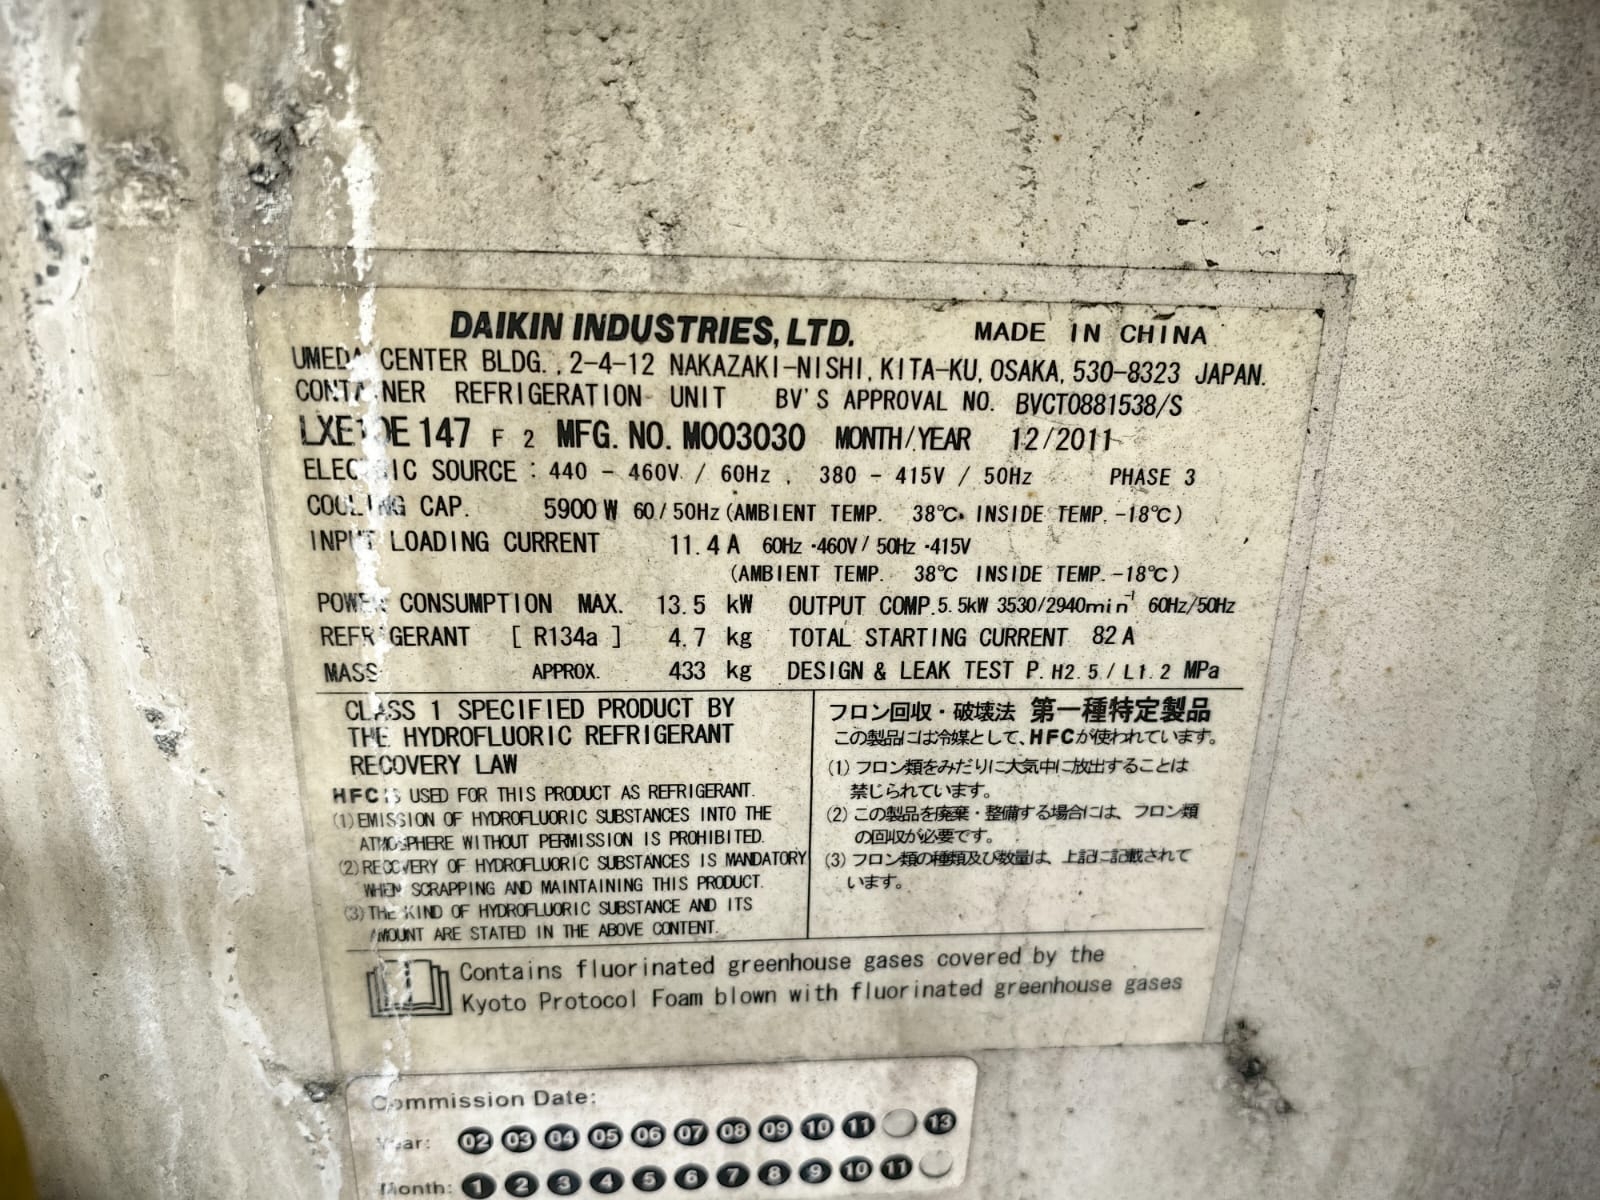 DAIKIN INDUSTRIES, LTD. MADE IN CHINA
UMEDA CENTER BLDG., 2-4-12 NAKAZAKI-NISHI, KITA-KU, OSAKA, 530-8323 JAPAN.
CONTAINER REFRIGERATION UNIT BV'S APPROVAL NO. BVCT0881538/S
LXE10E 147 F 2 MFG. NO. M003030 MONTH/YEAR 12/2011
ELECTRIC SOURCE : 440 - 460V / 60Hz , 380 - 415V / 50Hz PHASE 3
COOLING CAP. 5900 W 60/50Hz (AMBIENT TEMP. 38℃・INSIDE TEMP. -18℃)
INPUT LOADING CURRENT 11.4 A 60Hz ・460V / 50Hz ・415V
(AMBIENT TEMP. 38℃ INSIDE TEMP. -18℃)
POWER CONSUMPTION MAX. 13.5 kW OUTPUT COMP. 5.5kW 3530/2940min⁻¹ 60Hz/50Hz
REFRIGERANT [ R134a ] 4.7 kg TOTAL STARTING CURRENT 82 A
MASS APPROX. 433 kg DESIGN & LEAK TEST P. H2.5 / L1.2 MPa
CLASS 1 SPECIFIED PRODUCT BY
THE HYDROFLUORIC REFRIGERANT
RECOVERY LAW
HFC IS USED FOR THIS PRODUCT AS REFRIGERANT.
(1) EMISSION OF HYDROFLUORIC SUBSTANCES INTO THE
ATMOSPHERE WITHOUT PERMISSION IS PROHIBITED.
(2) RECOVERY OF HYDROFLUORIC SUBSTANCES IS MANDATORY
WHEN SCRAPPING AND MAINTAINING THIS PRODUCT.
(3) THE KIND OF HYDROFLUORIC SUBSTANCE AND ITS
AMOUNT ARE STATED IN THE ABOVE CONTENT.
フロン回収・破壊法 第一種特定製品
この製品には冷媒として、HFCが使われています。
(1) フロン類をみだりに大気中に放出することは
禁じられています。
(2) この製品を廃棄・整備する場合には、フロン類
の回収が必要です。
(3) フロン類の種類及び数量は、上記に記載されて
います。
Contains fluorinated greenhouse gases covered by the
Kyoto Protocol Foam blown with fluorinated greenhouse gases
Commission Date:
Year: 02 03 04 05 06 07 08 09 10 11 13
Month: 1 2 3 4 5 6 7 8 9 10 11